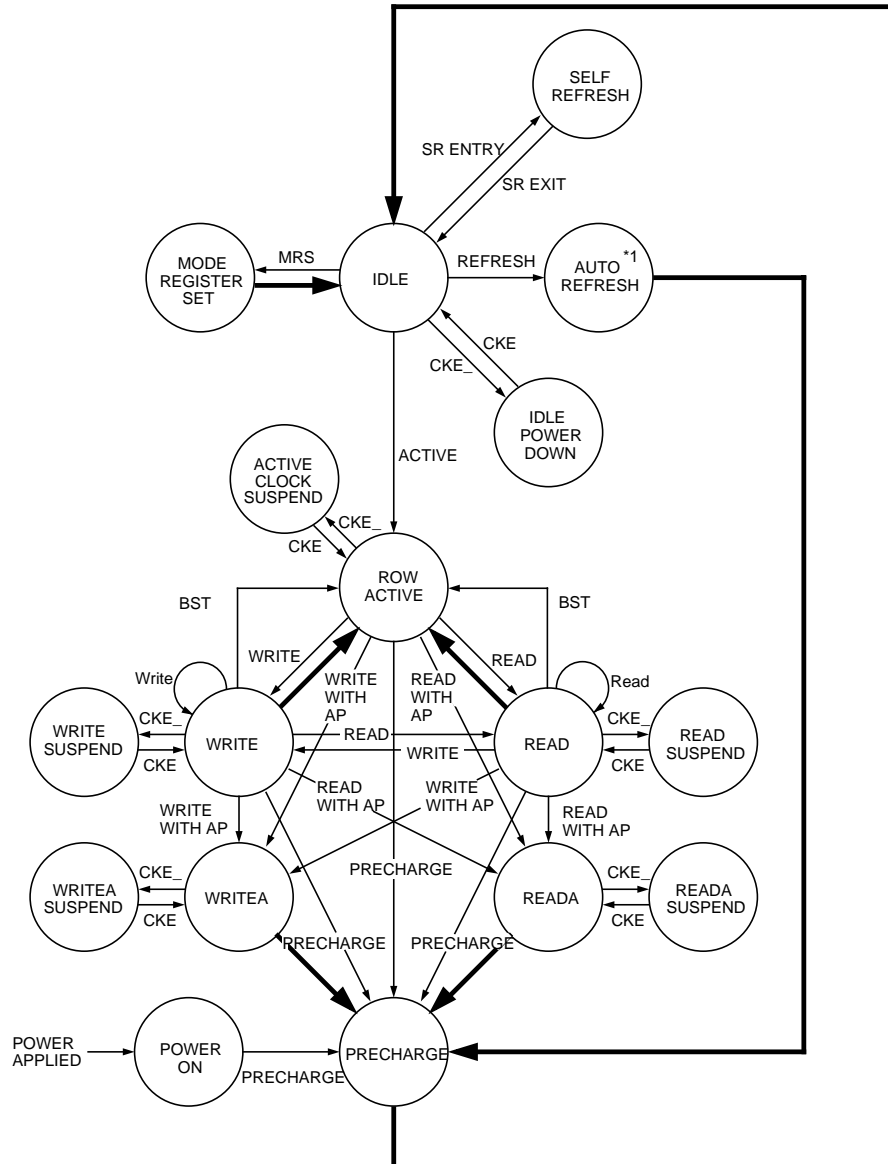 SELF
REFRESH
SR ENTRY
SR EXIT
MODE
REGISTER
SET
MRS
IDLE
REFRESH
AUTO *1
REFRESH
CKE
CKE_
IDLE
POWER
DOWN
ACTIVE
CLOCK
SUSPEND
ACTIVE
CKE_
CKE
ROW
ACTIVE
BST
BST
WRITE
READ
Write
WRITE
WITH
AP
READ
WITH
AP
Read
WRITE
SUSPEND
CKE_
CKE
WRITE
READ
WRITE
READ
CKE_
CKE
READ
SUSPEND
WRITE
WITH AP
READ
WITH AP
WRITE
WITH AP
READ
WITH AP
WRITEA
SUSPEND
CKE_
CKE
WRITEA
PRECHARGE
READA
CKE_
CKE
READA
SUSPEND
PRECHARGE
PRECHARGE
POWER
APPLIED
POWER
ON
PRECHARGE
PRECHARGE